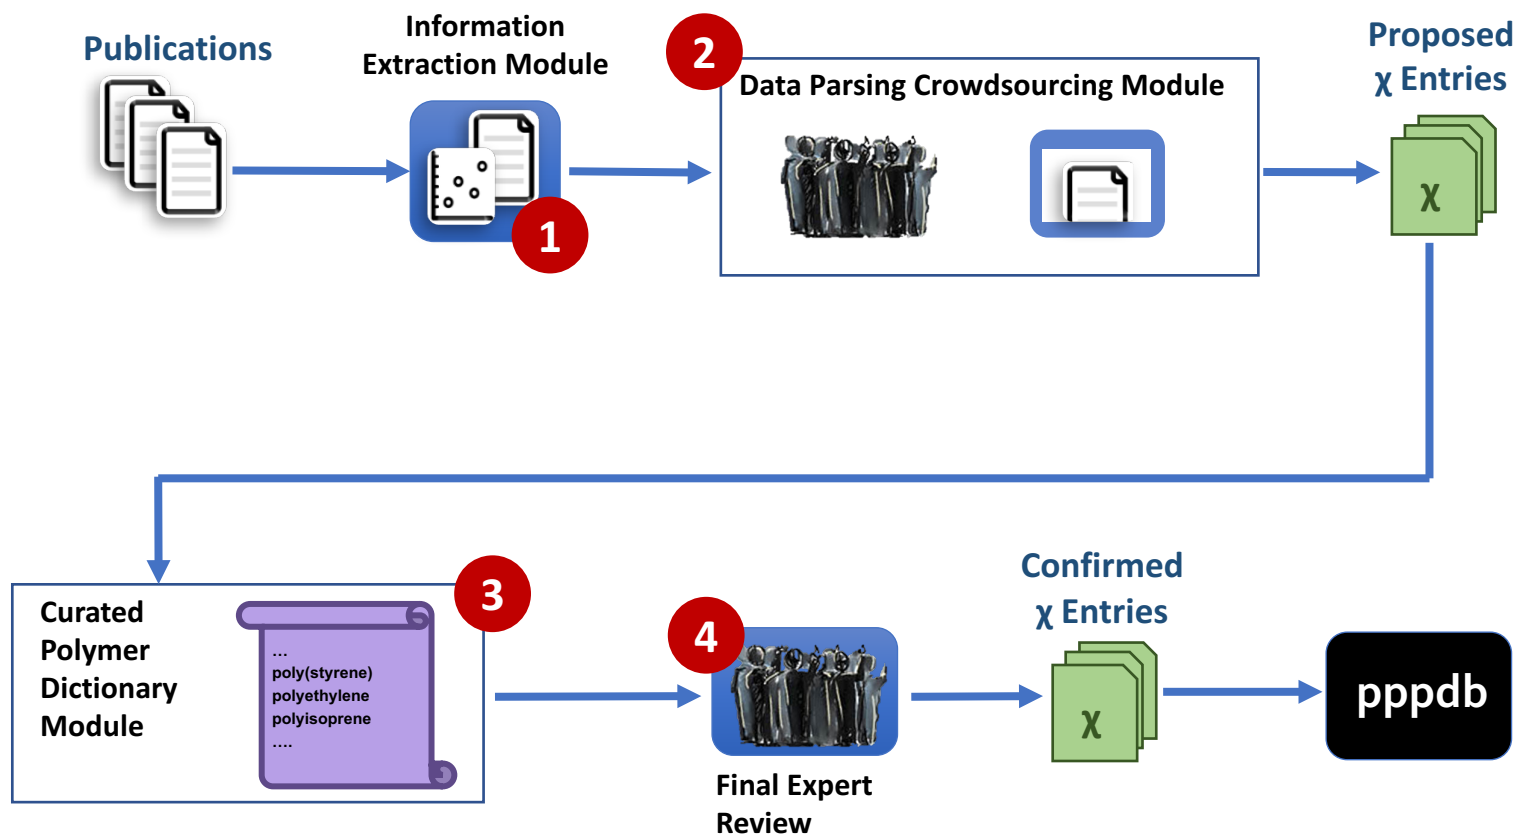 Publications
Information
Extraction Module
1
2
Data Parsing Crowdsourcing Module
Proposed
χ Entries
χ
Curated
Polymer
Dictionary
Module
...
poly(styrene)
polyethylene
polyisoprene
....
3
4
Final Expert
Review
Confirmed
χ Entries
χ
pppdb